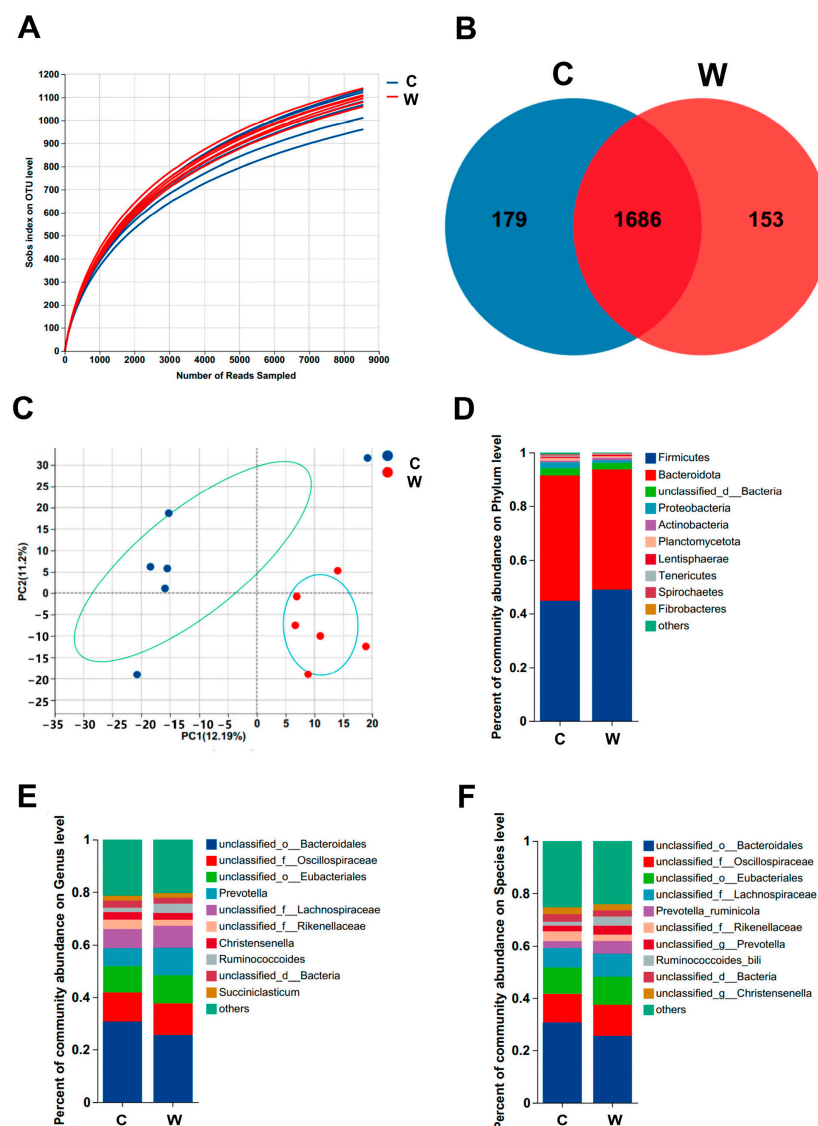 A
Sobs index on OTU level
1200
1100
1000
900
800
700
600
500
400
300
200
100
0
0 1000 2000 3000 4000 5000 6000 7000 8000 9000
Number of Reads Sampled
C
W
B
C W
179 1686 153
C
PC2(11.2%)
30
25
20
15
10
5
0
−5
−10
−15
−20
−25
−35 −30 −25 −20 −15 −10 −5 0 5 10 15 20
PC1(12.19%)
C
W
D
Percent of community abundance on Phylum level
1
0.8
0.6
0.4
0.2
0
C W
Firmicutes
Bacteroidota
unclassified_d__Bacteria
Proteobacteria
Actinobacteria
Planctomycetota
Lentisphaerae
Tenericutes
Spirochaetes
Fibrobacteres
others
E
Percent of community abundance on Genus level
1
0.8
0.6
0.4
0.2
0
C W
unclassified_o__Bacteroidales
unclassified_f__Oscillospiraceae
unclassified_o__Eubacteriales
Prevotella
unclassified_f__Lachnospiraceae
unclassified_f__Rikenellaceae
Christensenella
Ruminococcoides
unclassified_d__Bacteria
Succiniclasticum
others
F
Percent of community abundance on Species level
1
0.8
0.6
0.4
0.2
0
C W
unclassified_o__Bacteroidales
unclassified_f__Oscillospiraceae
unclassified_o__Eubacteriales
unclassified_f__Lachnospiraceae
Prevotella_ruminicola
unclassified_f__Rikenellaceae
unclassified_g__Prevotella
Ruminococcoides_bili
unclassified_d__Bacteria
unclassified_g__Christensenella
others